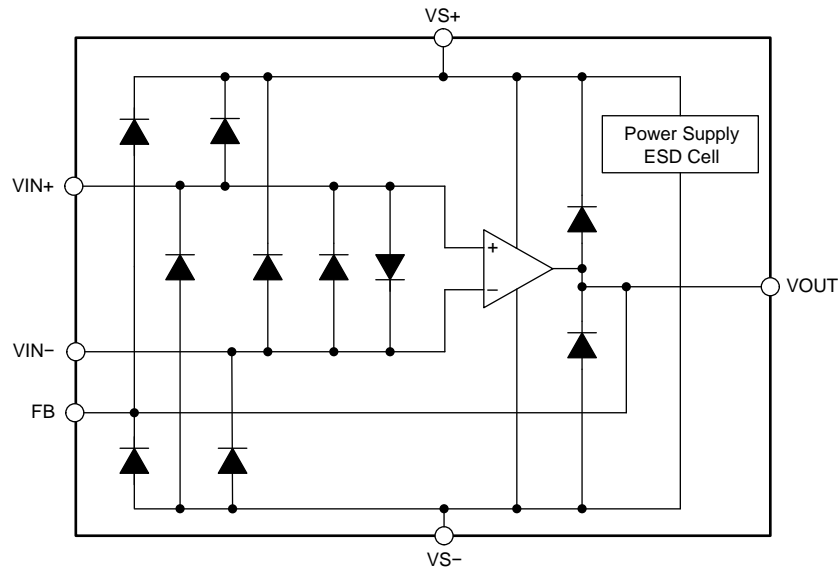 VS+
Power Supply
ESD Cell
VIN+
+
−
VOUT
VIN−
FB
VS−